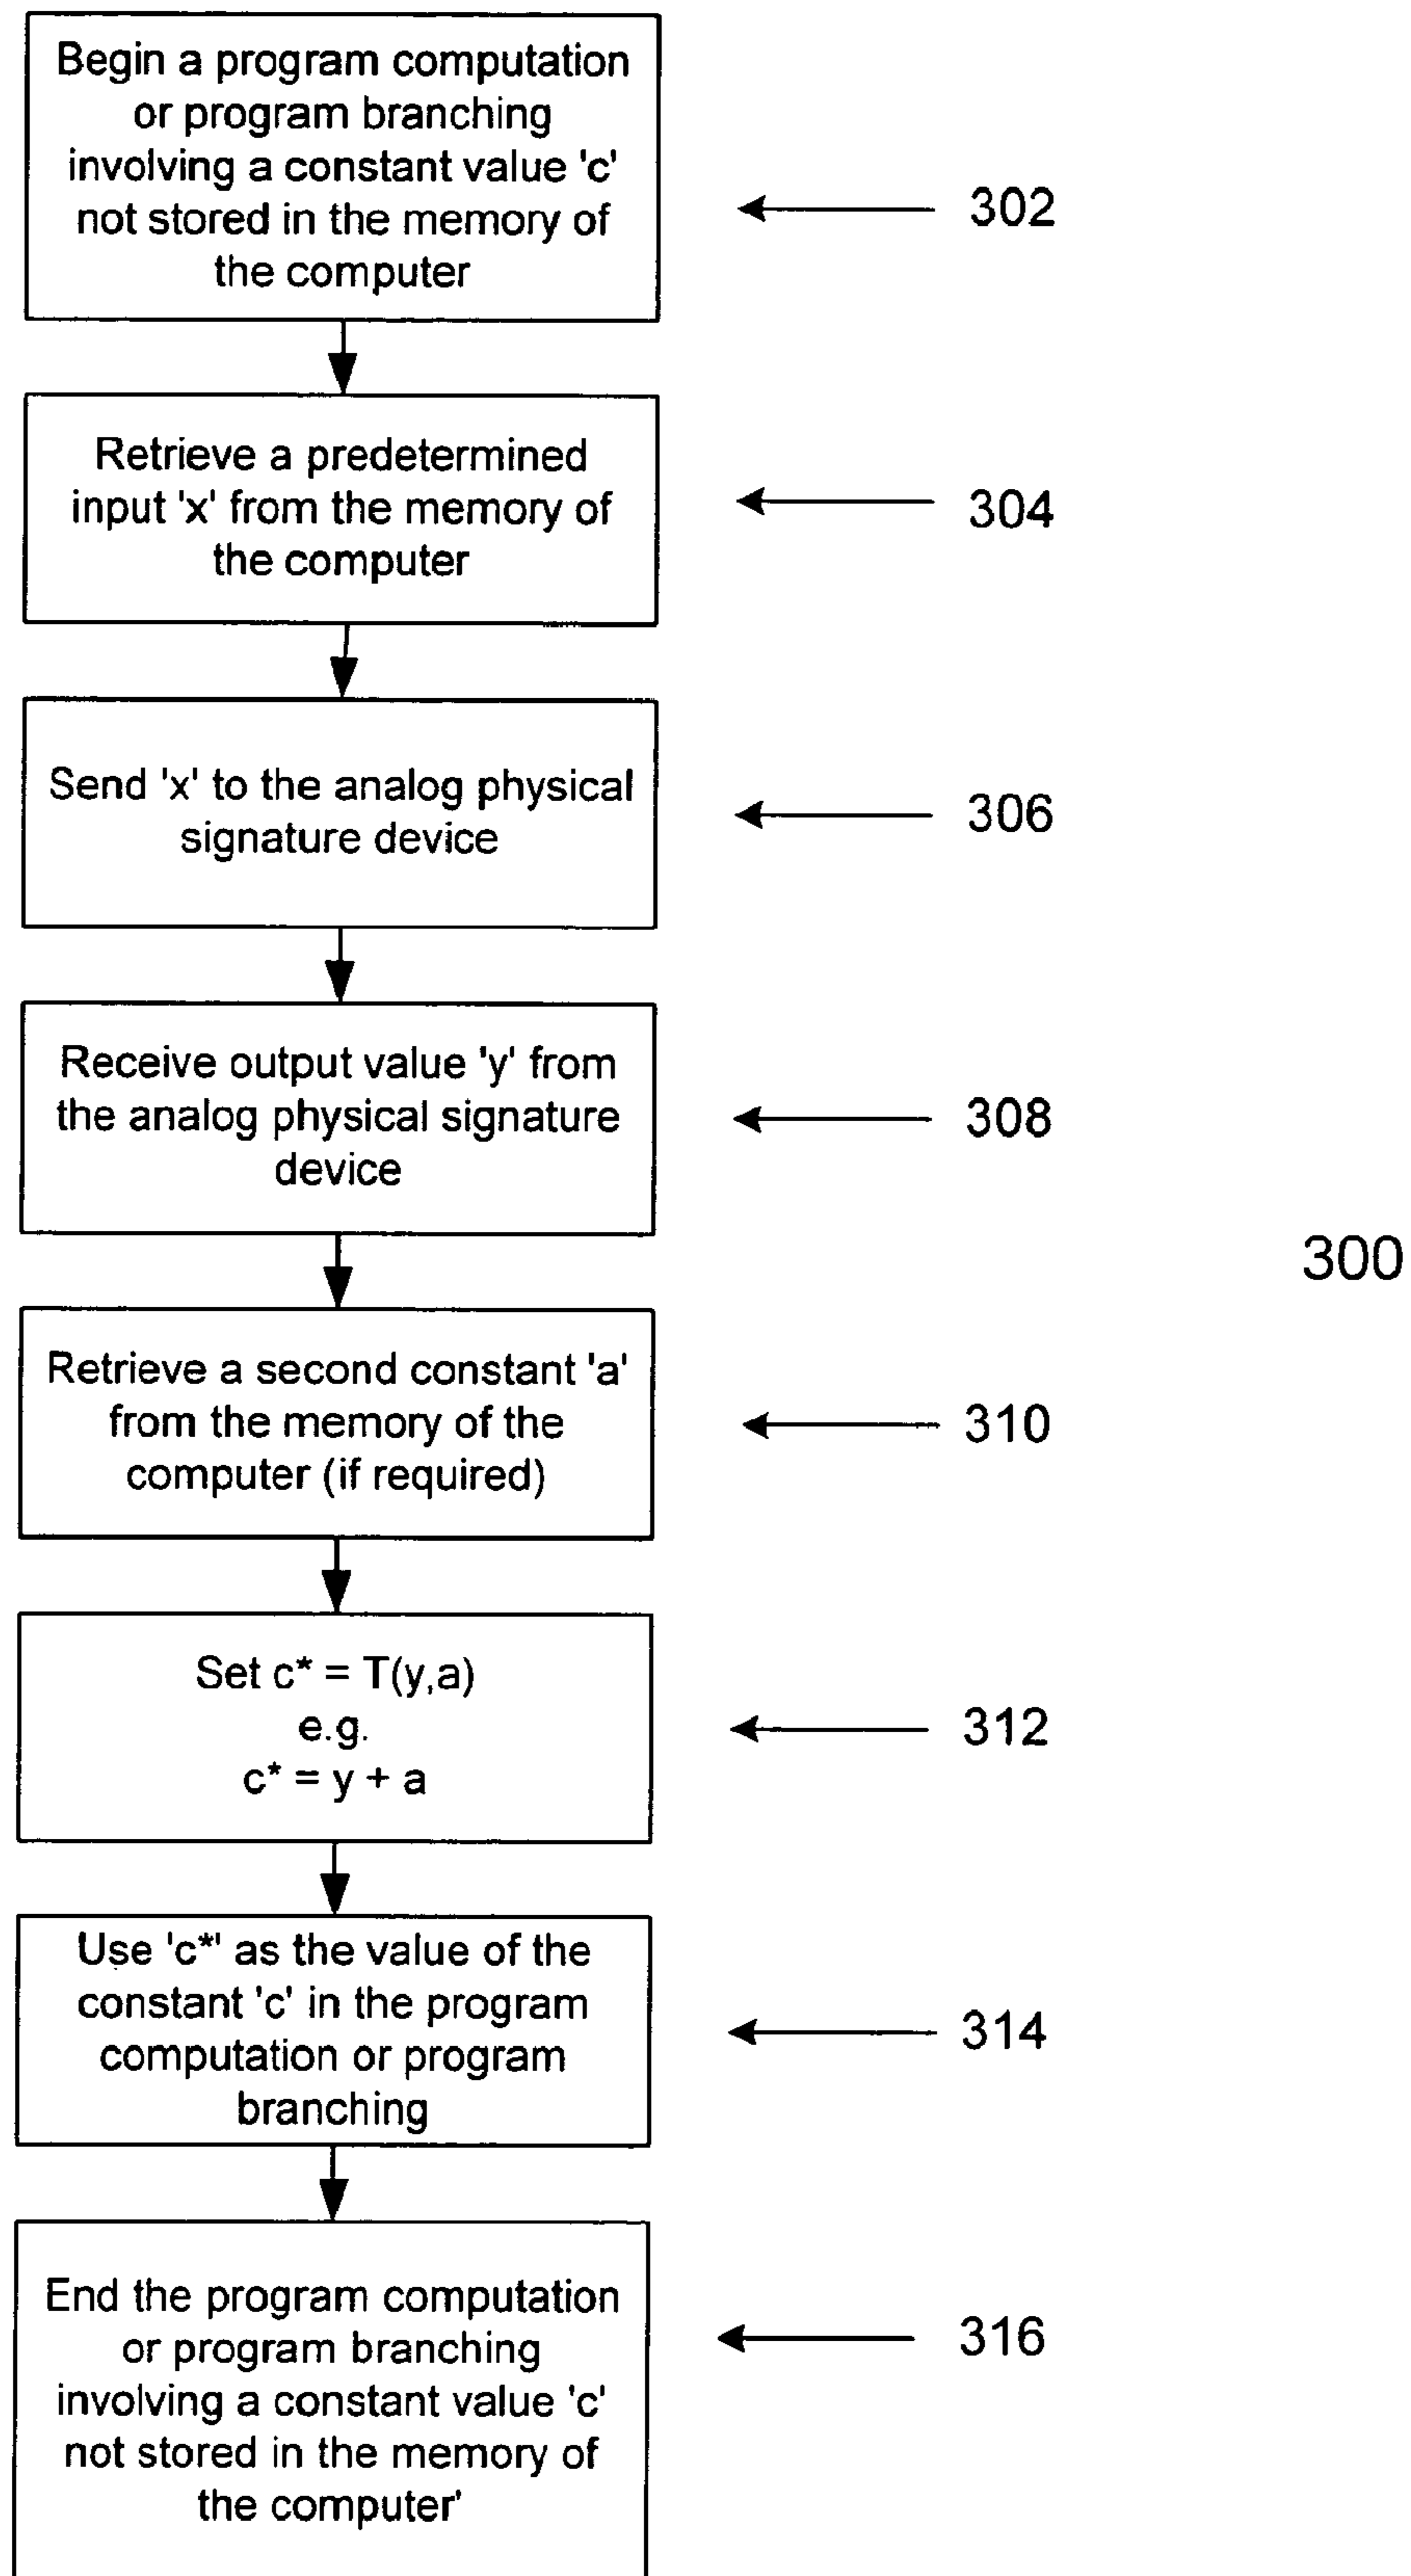 Begin a program computation
or program branching
involving a constant value 'c'
not stored in the memory of
the computer
302
Retrieve a predetermined
input 'x' from the memory of
the computer
304
Send 'x' to the analog physical
signature device
306
Receive output value 'y' from
the analog physical signature
device
308
300
Retrieve a second constant 'a'
from the memory of the
computer (if required)
310
Set c* = T(y,a)
e.g.
c* = y + a
312
Use 'c*' as the value of the
constant 'c' in the program
computation or program
branching
314
End the program computation
or program branching
involving a constant value 'c'
not stored in the memory of
the computer'
316